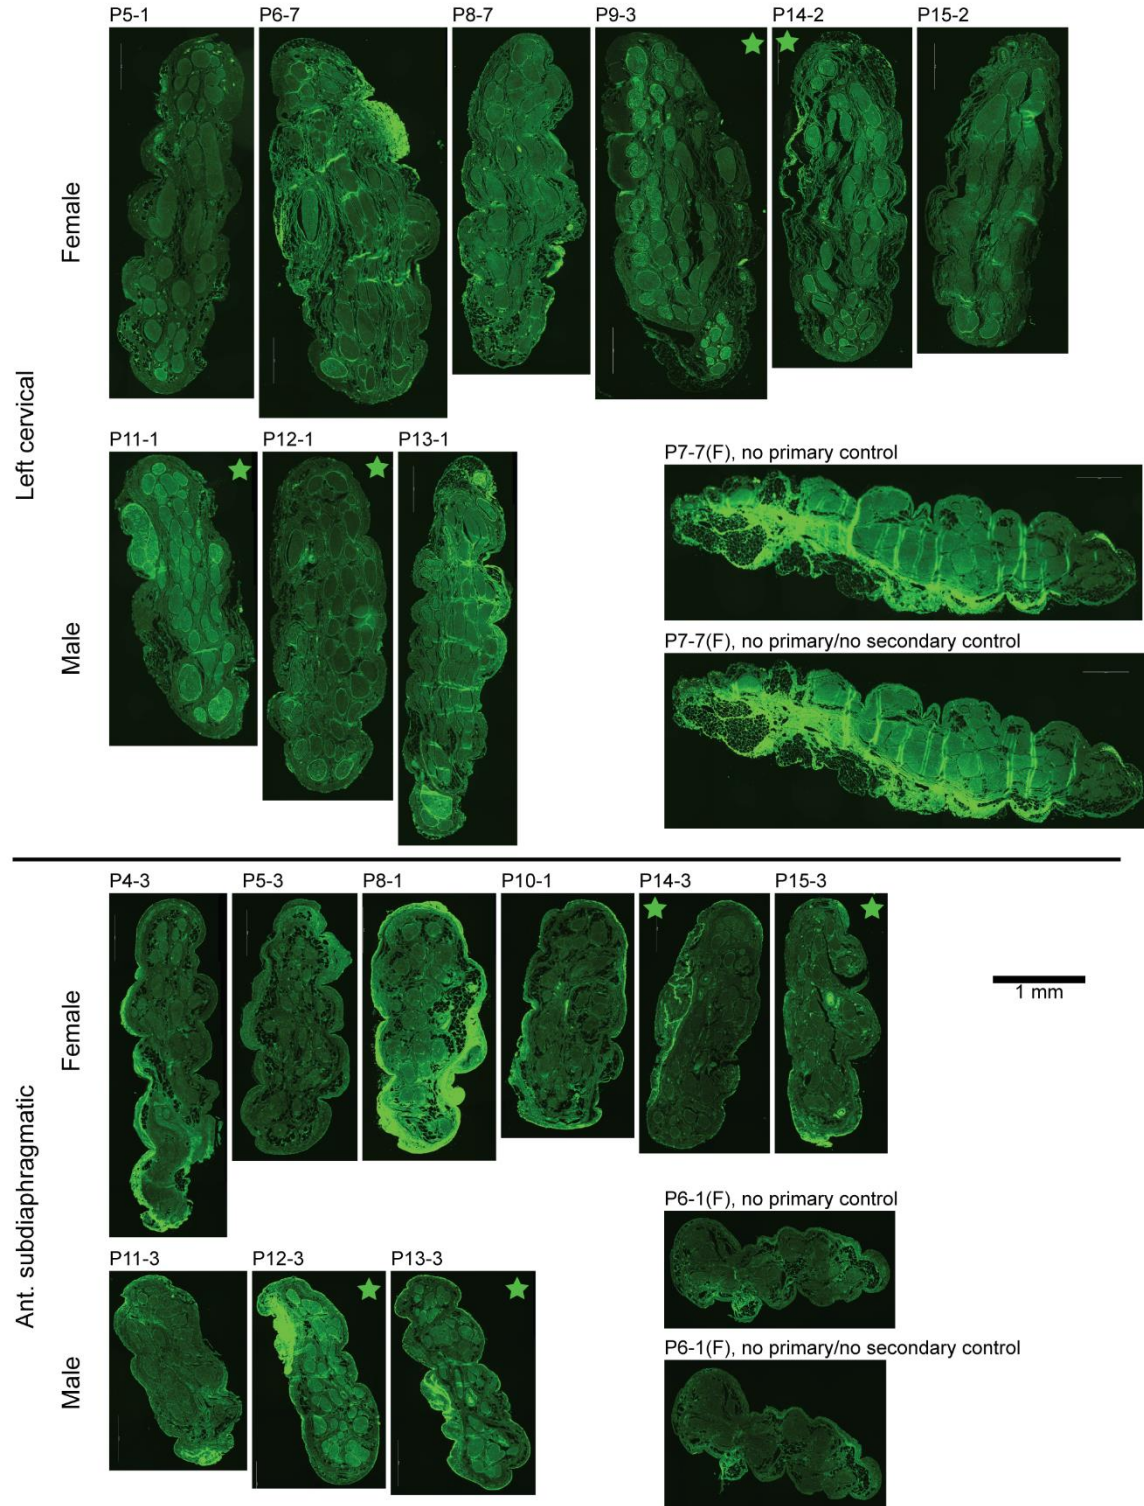 P5-1
P6-7
P8-7
P9-3
P14-2
P15-2
Female
Left cervical
P11-1
P12-1
P13-1
Male
P7-7(F), no primary control
P7-7(F), no primary/no secondary control
P4-3
P5-3
P8-1
P10-1
P14-3
P15-3
Female
1 mm
Ant. subdiaphragmatic
P6-1(F), no primary control
P11-3
P12-3
P13-3
Male
P6-1(F), no primary/no secondary control